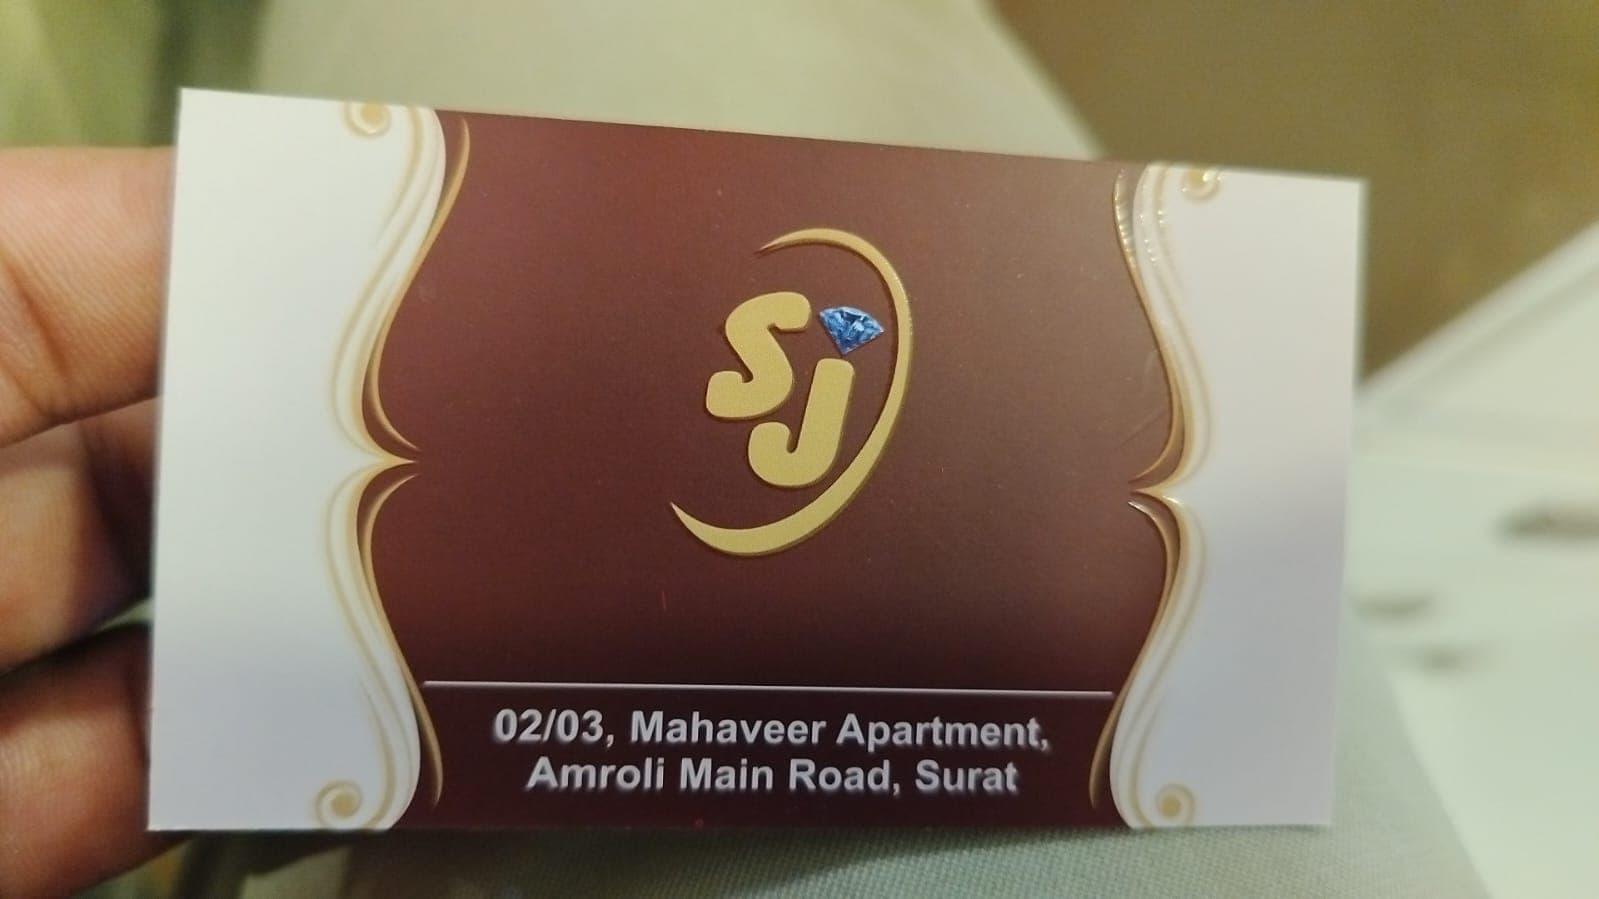 SJ
02/03, Mahaveer Apartment,
Amroli Main Road, Surat